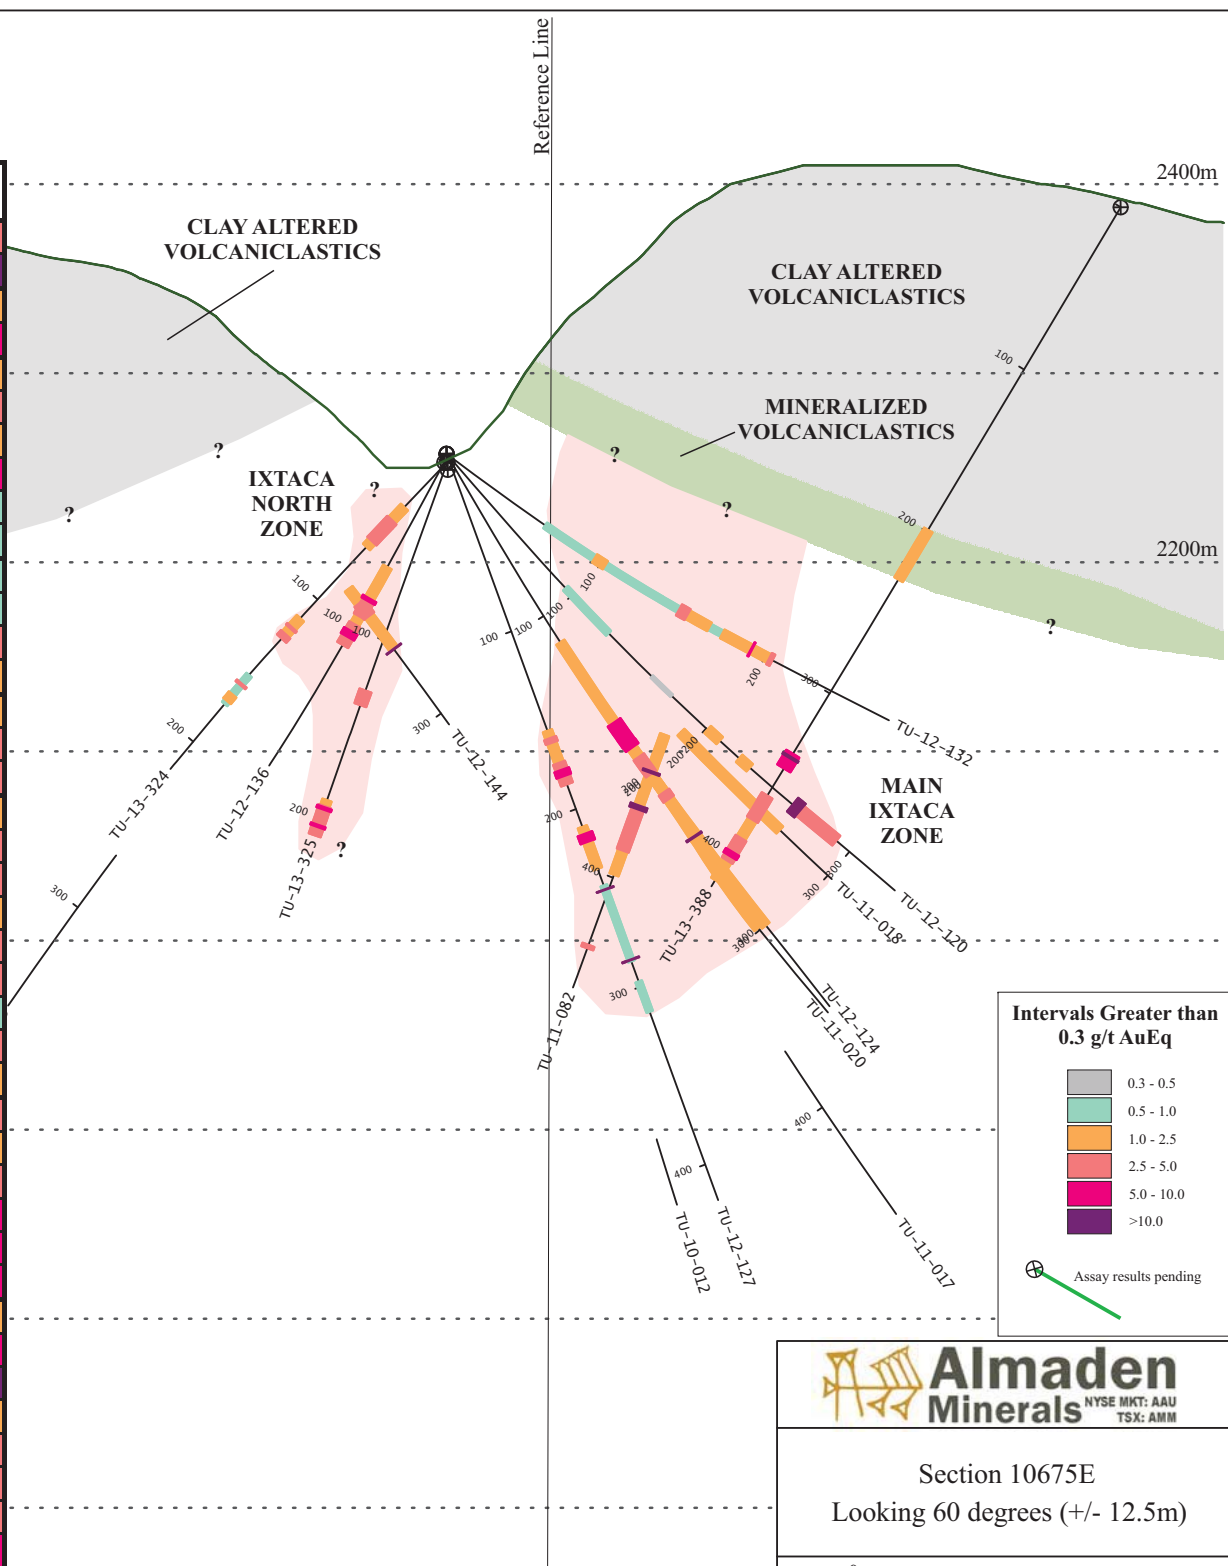 Reference Line
2400m
CLAY ALTERED
VOLCANICLASTICS
CLAY ALTERED
VOLCANICLASTICS
100
MINERALIZED
VOLCANICLASTICS
?
?
?
IXTACA
NORTH
ZONE
?
?
?
200
2200m
100
100
100
100
100
100
100
?
200
300
200
300
TU-12-144
TU-12-132
200
200
TU-13-324
TU-12-136
200
?
TU-13-325
300
300
200
200
400
400
MAIN
IXTACA
ZONE
300
300
TU-11-018
TU-12-120
TU-13-388
300
300
300
TU-11-082
TU-12-124
TU-11-020
400
400
TU-10-012
TU-12-127
TU-11-017
Intervals Greater than
0.3 g/t AuEq
0.3 - 0.5
0.5 - 1.0
1.0 - 2.5
2.5 - 5.0
5.0 - 10.0
>10.0
Assay results pending
Almaden
Minerals NYSE MKT: AAU
TSX: AMM
Section 10675E
Looking 60 degrees (+/- 12.5m)